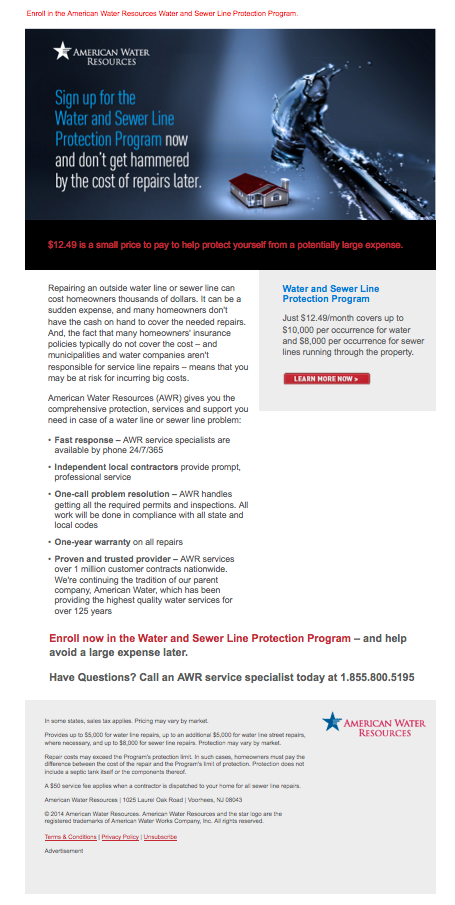 Enroll in the American Water Resources Water and Sewer Line Protection Program.
AMERICAN WATER
RESOURCES
Sign up for the
Water and Sewer Line
Protection Program now
and don't get hammered
by the cost of repairs later.
$12.49 is a small price to pay to help protect yourself from a potentially large expense.
Repairing an outside water line or sewer line can
cost homeowners thousands of dollars. It can be a
sudden expense, and many homeowners don't
have the cash on hand to cover the needed repairs.
And, the fact that many homeowners' insurance
policies typically do not cover the cost – and
municipalities and water companies aren't
responsible for service line repairs – means that you
may be at risk for incurring big costs.
American Water Resources (AWR) gives you the
comprehensive protection, services and support you
need in case of a water line or sewer line problem:
• Fast response – AWR service specialists are
available by phone 24/7/365
• Independent local contractors provide prompt,
professional service
• One-call problem resolution – AWR handles
getting all the required permits and inspections. All
work will be done in compliance with all state and
local codes
• One-year warranty on all repairs
• Proven and trusted provider – AWR services
over 1 million customer contracts nationwide.
We're continuing the tradition of our parent
company, American Water, which has been
providing the highest quality water services for
over 125 years
Water and Sewer Line
Protection Program
Just $12.49/month covers up to
$10,000 per occurrence for water
and $8,000 per occurrence for sewer
lines running through the property.
LEARN MORE NOW »
Enroll now in the Water and Sewer Line Protection Program – and help
avoid a large expense later.
Have Questions? Call an AWR service specialist today at 1.855.800.5195
AMERICAN WATER
RESOURCES
In some states, sales tax applies. Pricing may vary by market.
Provides up to $5,000 for water line repairs, up to an additional $5,000 for water line street repairs,
where necessary, and up to $8,000 for sewer line repairs. Protection may vary by market.
Repair costs may exceed the Program's protection limit. In such cases, homeowners must pay the
difference between the cost of the repair and the Program's limit of protection. Protection does not
include a septic tank itself or the components thereof.
A $50 service fee applies when a contractor is dispatched to your home for all sewer line repairs.
American Water Resources | 1025 Laurel Oak Road | Voorhees, NJ 08043
© 2014 American Water Resources. American Water Resources and the star logo are the
registered trademarks of American Water Works Company, Inc. All rights reserved.
Terms & Conditions | Privacy Policy | Unsubscribe
Advertisement